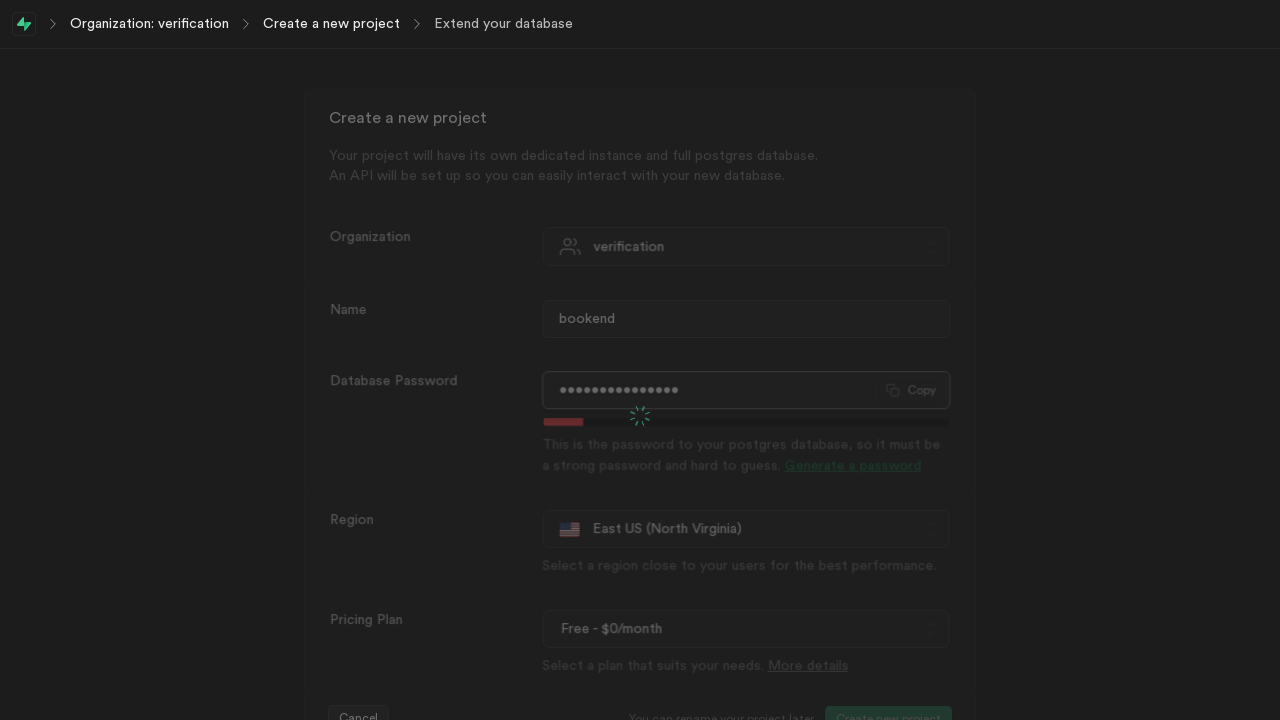 Organization: verification
Create a new project
Extend your database
Create a new project
Your project will have its own dedicated instance and full postgres database.
An API will be set up so you can easily interact with your new database.
Organization
verification
Name
bookend
Database Password
•••••••••••••••
Copy
This is the password to your postgres database, so it must be
a strong password and hard to guess. Generate a password
Region
East US (North Virginia)
Select a region close to your users for the best performance.
Pricing Plan
Free - $0/month
Select a plan that suits your needs. More details
Cancel
You can rename your project later
Create new project